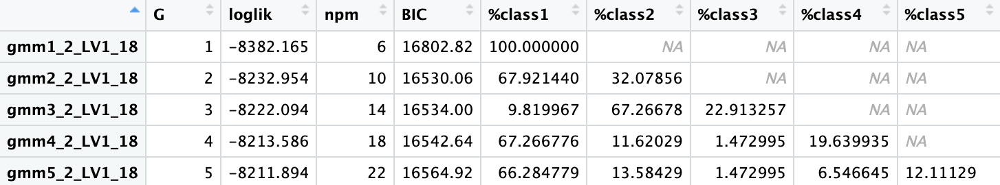 G loglik npm BIC %class1 %class2 %class3 %class4 %class5
gmm1_2_LV1_18 1 -8382.165 6 16802.82 100.000000 NA NA NA NA
gmm2_2_LV1_18 2 -8232.954 10 16530.06 67.921440 32.07856 NA NA NA
gmm3_2_LV1_18 3 -8222.094 14 16534.00 9.819967 67.26678 22.913257 NA NA
gmm4_2_LV1_18 4 -8213.586 18 16542.64 67.266776 11.62029 1.472995 19.639935 NA
gmm5_2_LV1_18 5 -8211.894 22 16564.92 66.284779 13.58429 1.472995 6.546645 12.11129